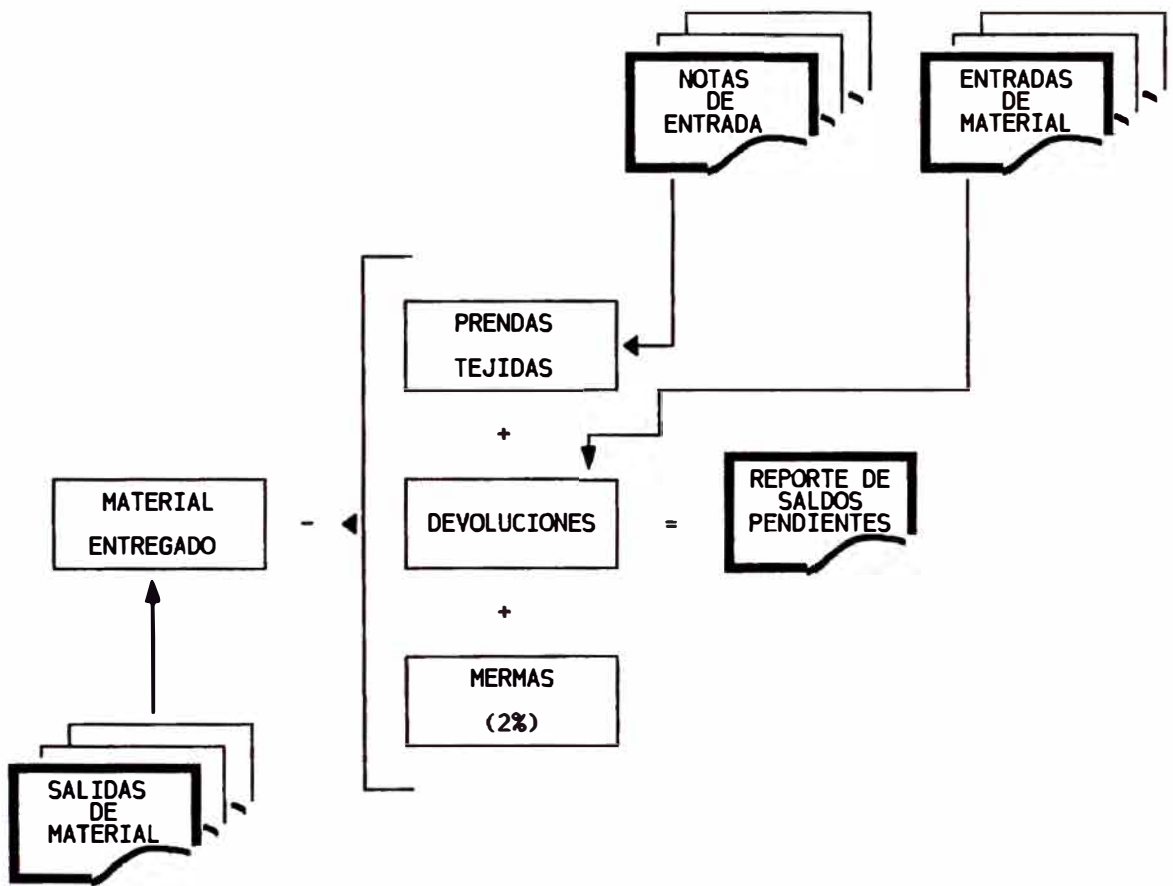 NOTAS
DE
ENTRADA
ENTRADAS
DE
MATERIAL
PRENDAS
TEJIDAS
+
MATERIAL
ENTREGADO
-
DEVOLUCIONES
=
REPORTE DE
SALDOS
PENDIENTES
+
MERMAS
(2%)
SALIDAS
DE
MATERIAL